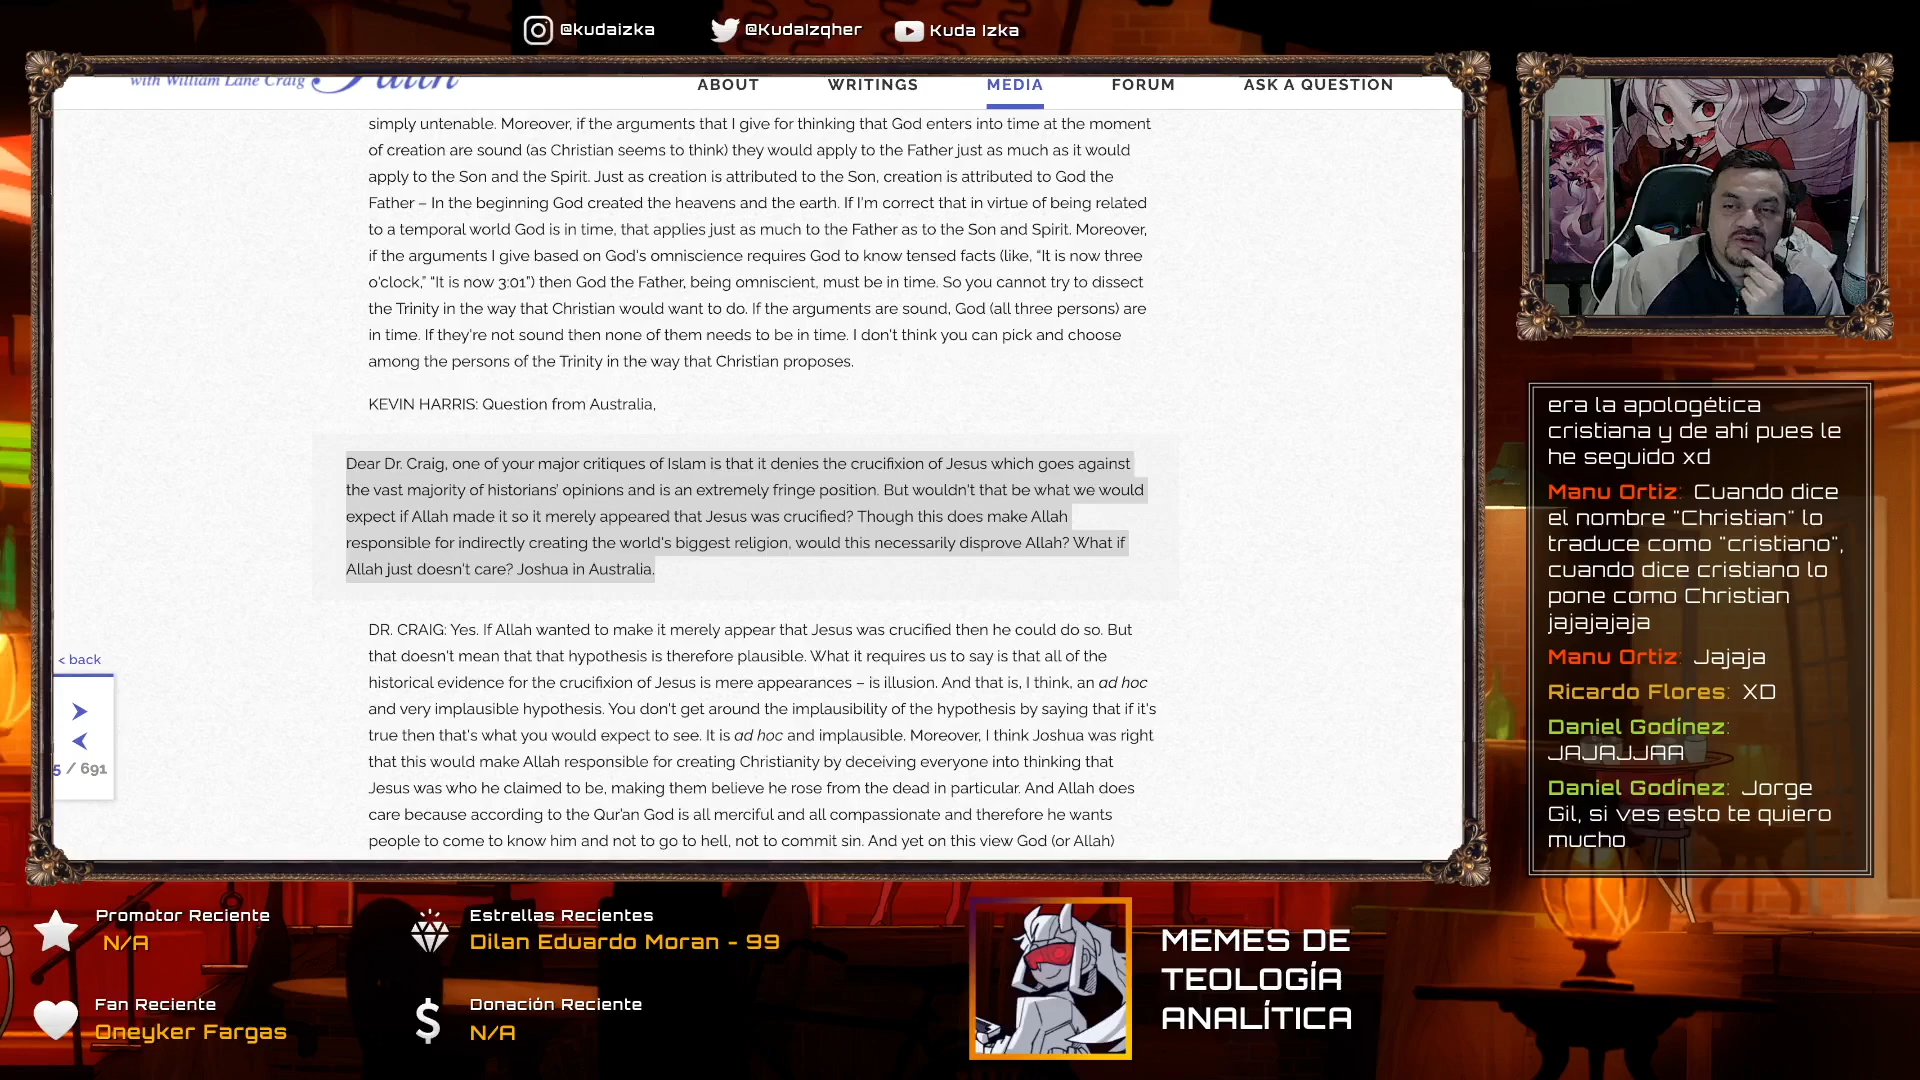 @kudaizka
@KudaIzqher
Kuda Izka
with William Lane Craig
Faith
ABOUT
WRITINGS
MEDIA
FORUM
ASK A QUESTION
simply untenable. Moreover, if the arguments that I give for thinking that God enters into time at the moment
of creation are sound (as Christian seems to think) they would apply to the Father just as much as it would
apply to the Son and the Spirit. Just as creation is attributed to the Son, creation is attributed to God the
Father – In the beginning God created the heavens and the earth. If I’m correct that in virtue of being related
to a temporal world God is in time, that applies just as much to the Father as to the Son and Spirit. Moreover,
if the arguments I give based on God’s omniscience requires God to know tensed facts (like, “It is now three
o’clock,” “It is now 3:01”) then God the Father, being omniscient, must be in time. So you cannot try to dissect
the Trinity in the way that Christian would want to do. If the arguments are sound, God (all three persons) are
in time. If they’re not sound then none of them needs to be in time. I don’t think you can pick and choose
among the persons of the Trinity in the way that Christian proposes.
KEVIN HARRIS: Question from Australia,
Dear Dr. Craig, one of your major critiques of Islam is that it denies the crucifixion of Jesus which goes against
the vast majority of historians’ opinions and is an extremely fringe position. But wouldn’t that be what we would
expect if Allah made it so it merely appeared that Jesus was crucified? Though this does make Allah
responsible for indirectly creating the world’s biggest religion, would this necessarily disprove Allah? What if
Allah just doesn’t care? Joshua in Australia.
DR. CRAIG: Yes. If Allah wanted to make it merely appear that Jesus was crucified then he could do so. But
that doesn’t mean that that hypothesis is therefore plausible. What it requires us to say is that all of the
historical evidence for the crucifixion of Jesus is mere appearances – is illusion. And that is, I think, an ad hoc
and very implausible hypothesis. You don’t get around the implausibility of the hypothesis by saying that if it’s
true then that’s what you would expect to see. It is ad hoc and implausible. Moreover, I think Joshua was right
that this would make Allah responsible for creating Christianity by deceiving everyone into thinking that
Jesus was who he claimed to be, making them believe he rose from the dead in particular. And Allah does
care because according to the Qur’an God is all merciful and all compassionate and therefore he wants
people to come to know him and not to go to hell, not to commit sin. And yet on this view God (or Allah)
< back
5 / 691
era la apologética
cristiana y de ahí pues le
he seguido xd
Manu Ortiz: Cuando dice
el nombre "Christian" lo
traduce como "cristiano",
cuando dice cristiano lo
pone como Christian
jajajajaja
Manu Ortiz: Jajaja
Ricardo Flores: XD
Daniel Godínez:
JAJAJJAA
Daniel Godínez: Jorge
Gil, si ves esto te quiero
mucho
Promotor Reciente
N/A
Estrellas Recientes
Dilan Eduardo Moran - 99
Fan Reciente
Oneyker Fargas
Donación Reciente
N/A
MEMES DE
TEOLOGÍA
ANALÍTICA